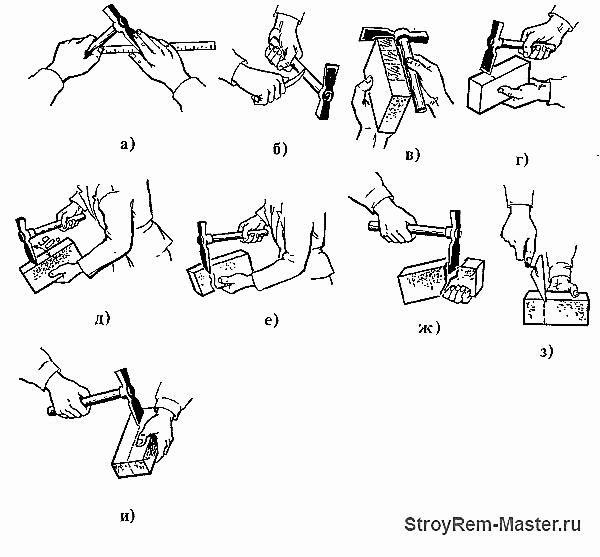 а)
б)
в)
г)
д)
е)
ж)
з)
и)
StroyRem-Master.ru